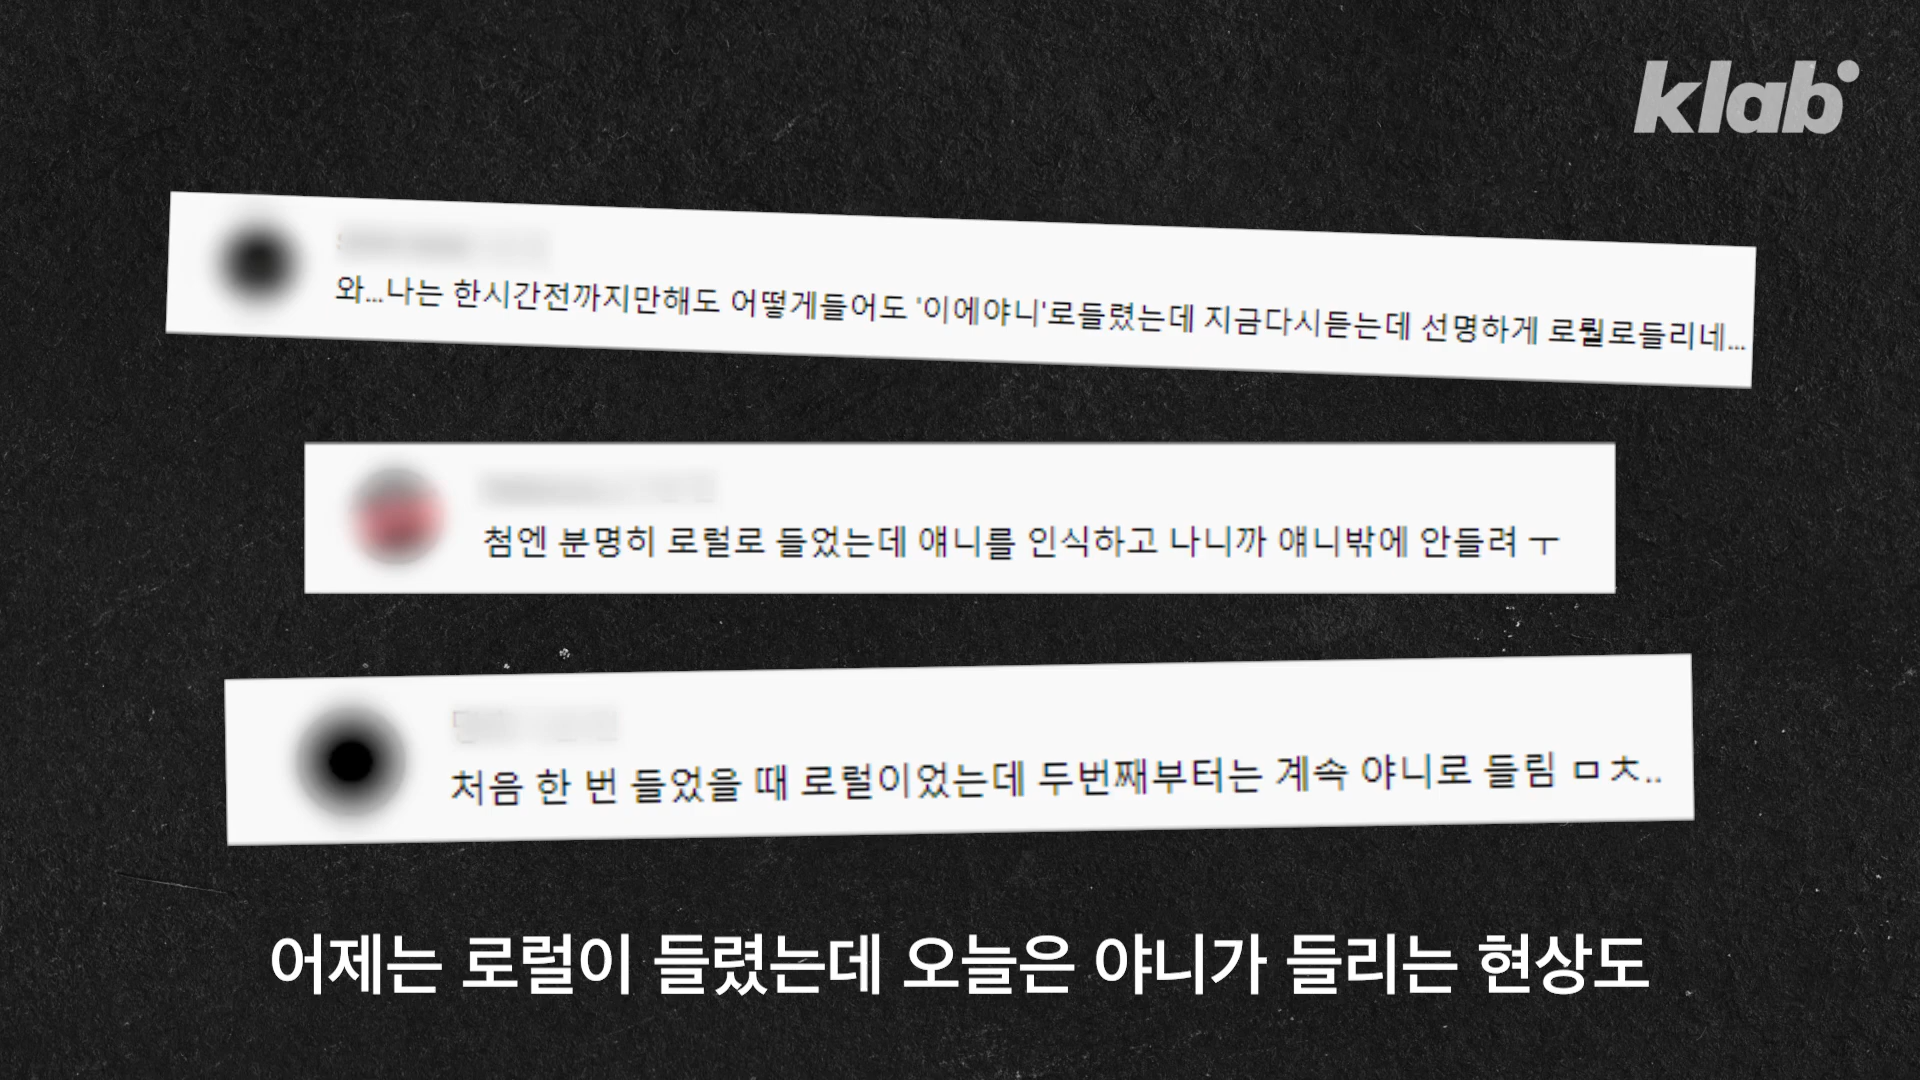 klab
와...나는 한시간전까지만해도 어떻게들어도 '이에야니'로들렸는데 지금다시듣는데 선명하게 로뤌로들리네...
첨엔 분명히 로럴로 들었는데 얘니를 인식하고 나니까 얘니밖에 안들려 ㅜ
처음 한 번 들었을 때 로럴이었는데 두번째부터는 계속 야니로 들림 ㅁㅊ..
어제는 로럴이 들렸는데 오늘은 야니가 들리는 현상도